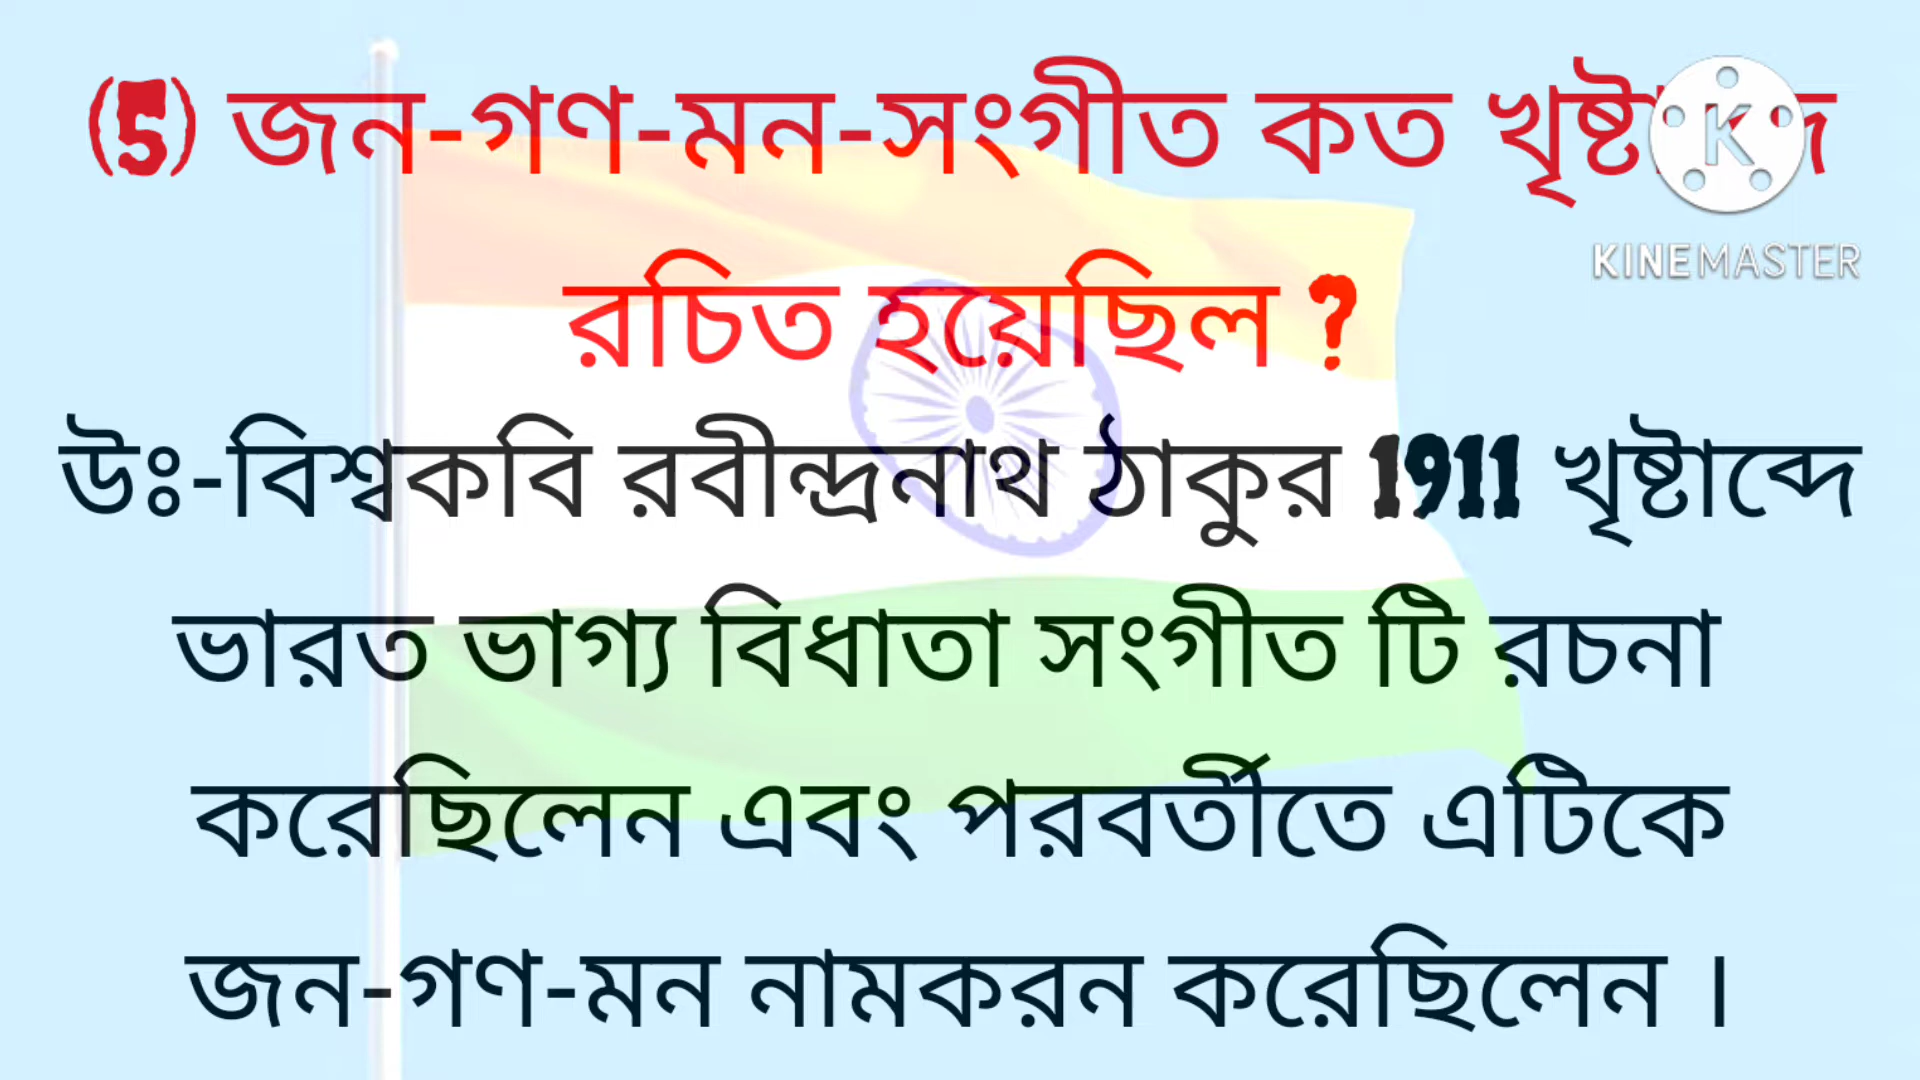 (5) জন-গণ-মন-সংগীত কত খৃষ্টাব্দে
রচিত হয়েছিল ?
উঃ-বিশ্বকবি রবীন্দ্রনাথ ঠাকুর 1911 খৃষ্টাব্দে
ভারত ভাগ্য বিধাতা সংগীত টি রচনা
করেছিলেন এবং পরবর্তীতে এটিকে
জন-গণ-মন নামকরন করেছিলেন ।
K
KINEMASTER